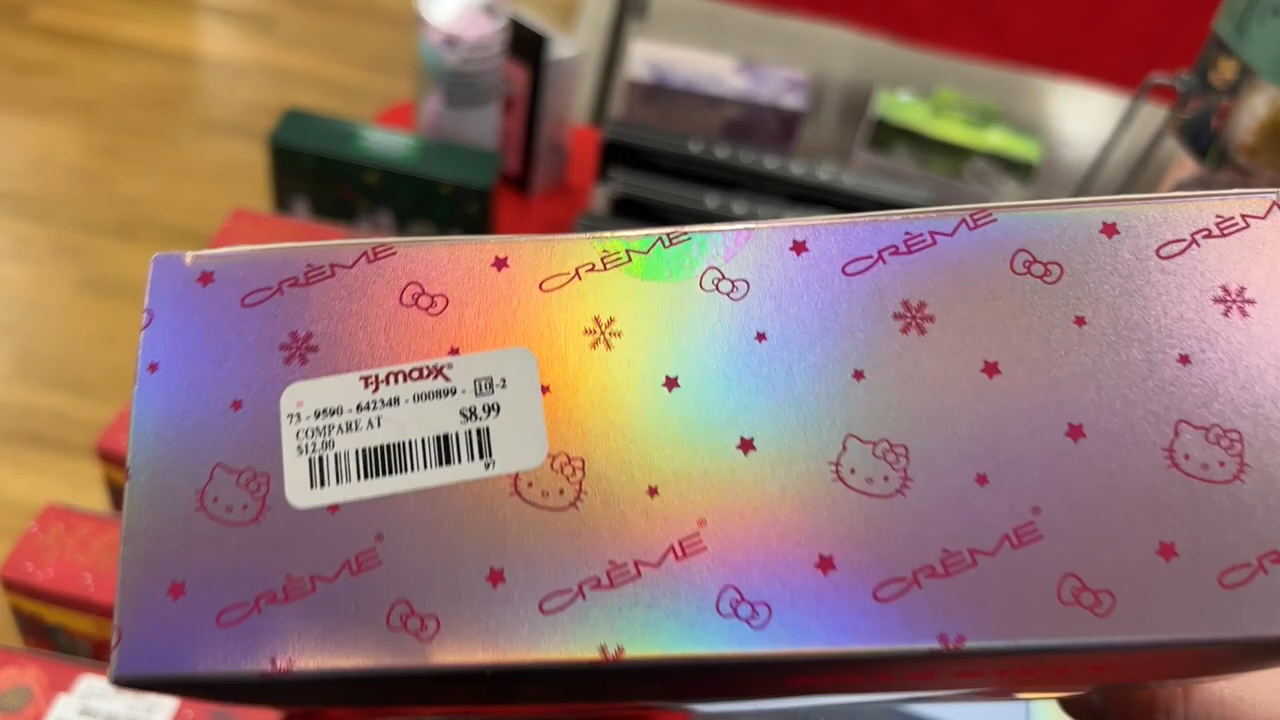 CRÈME CRÈME CRÈME CRÈME
T·J·maxx®
73 - 9590 - 642348 - 000899 - 10 -2
COMPARE AT $8.99
$12.00
97
CRÈME® CRÈME® CRÈME®